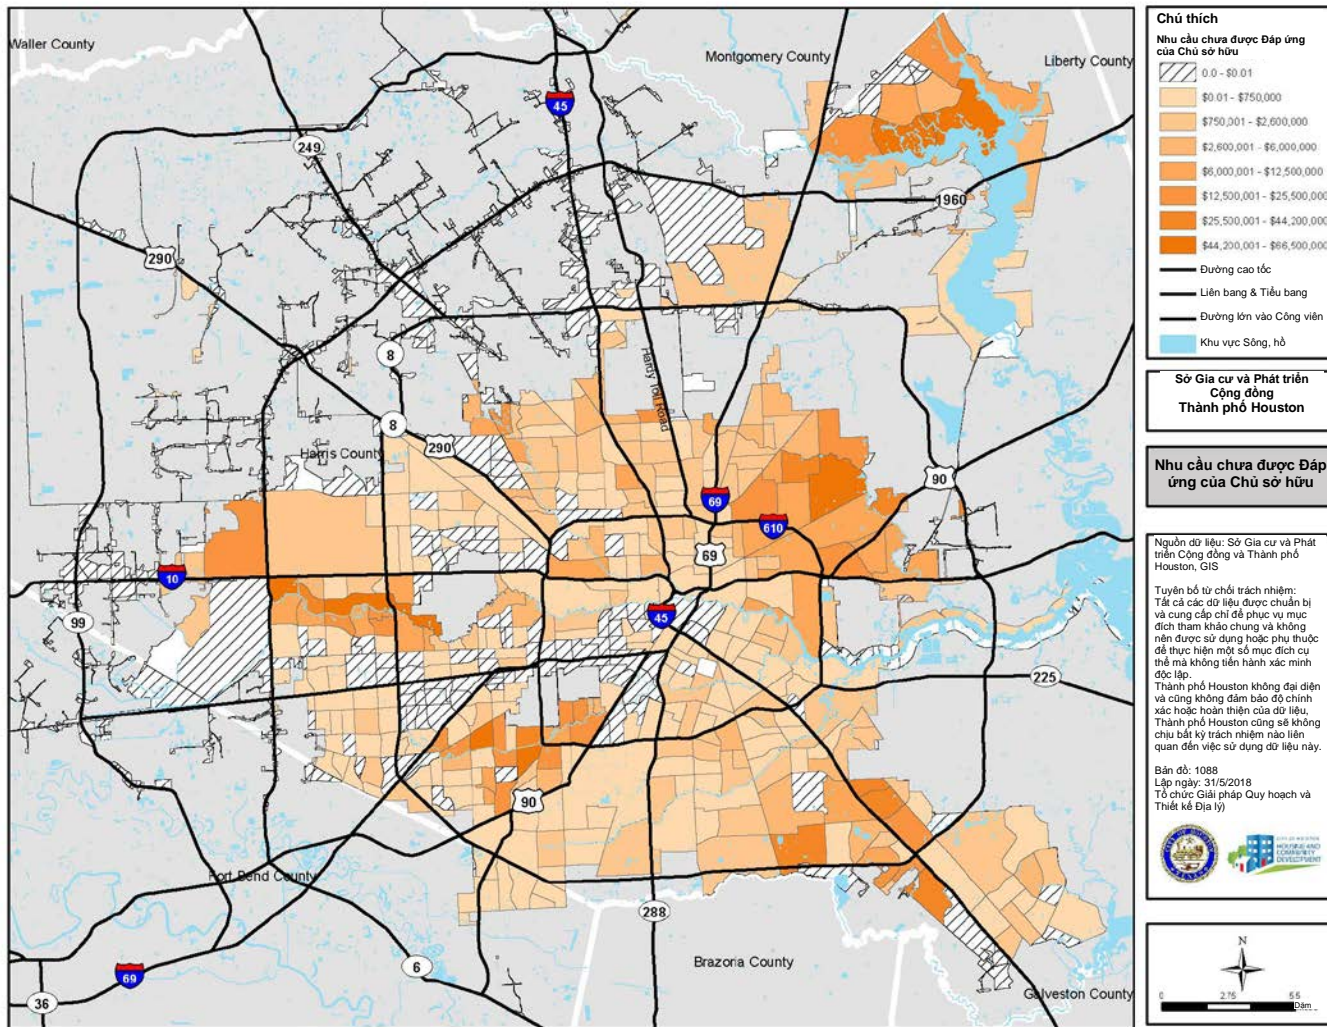 Waller County
Montgomery County
Liberty County
45
249
1960
290
8
Hardy Toll Road
8
290
Harris County
90
69
610
69
10
45
99
225
90
Fort Bend County
288
6
Brazoria County
69
36
Galveston County
Chú thích
Nhu cầu chưa được Đáp ứng
của Chủ sở hữu
0.0 - $0.01
$0.01 - $750,000
$750,001 - $2,600,000
$2,600,001 - $6,000,000
$6,000,001 - $12,500,000
$12,500,001 - $25,500,000
$25,500,001 - $44,200,000
$44,200,001 - $66,500,000
Đường cao tốc
Liên bang & Tiểu bang
Đường lớn vào Công viên
Khu vực Sông, hồ
Sở Gia cư và Phát triển
Cộng đồng
Thành phố Houston
Nhu cầu chưa được Đáp
ứng của Chủ sở hữu
Nguồn dữ liệu: Sở Gia cư và Phát
triển Cộng đồng và Thành phố
Houston, GIS
Tuyên bố từ chối trách nhiệm:
Tất cả các dữ liệu được chuẩn bị
và cung cấp chỉ để phục vụ mục
đích tham khảo chung và không
nên được sử dụng hoặc phụ thuộc
để thực hiện một số mục đích cụ
thể mà không tiến hành xác minh
độc lập.
Thành phố Houston không đại diện
và cũng không đảm bảo độ chính
xác hoặc hoàn thiện của dữ liệu,
Thành phố Houston cũng sẽ không
chịu bất kỳ trách nhiệm nào liên
quan đến việc sử dụng dữ liệu này.
Bản đồ: 1088
Lập ngày: 31/5/2018
Tổ chức: Giải pháp Quy hoạch và
Thiết kế Địa lý)
CITY OF HOUSTON
HOUSING AND
COMMUNITY
DEVELOPMENT
N
0 2.75 5.5
Dặm